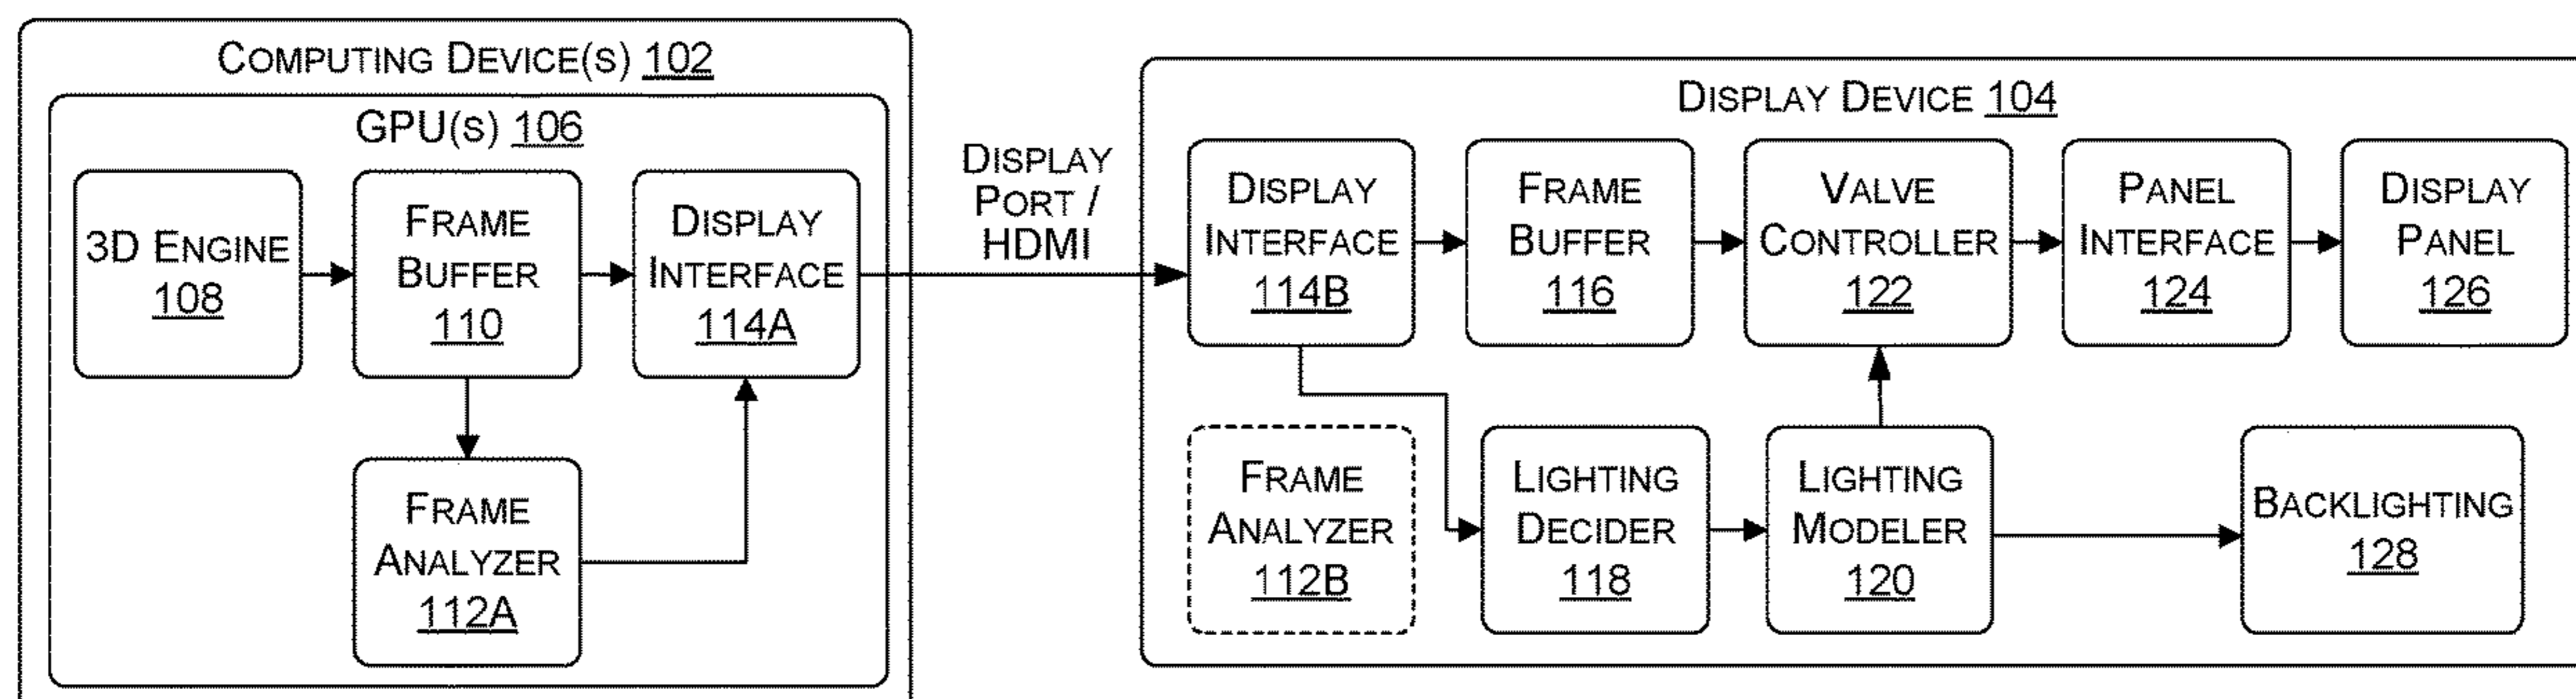 COMPUTING DEVICE(S) 102
GPU(S) 106
3D ENGINE
108
FRAME
BUFFER
110
DISPLAY
INTERFACE
114A
FRAME
ANALYZER
112A
DISPLAY
PORT /
HDMI
DISPLAY DEVICE 104
DISPLAY
INTERFACE
114B
FRAME
BUFFER
116
VALVE
CONTROLLER
122
PANEL
INTERFACE
124
DISPLAY
PANEL
126
FRAME
ANALYZER
112B
LIGHTING
DECIDER
118
LIGHTING
MODELER
120
BACKLIGHTING
128